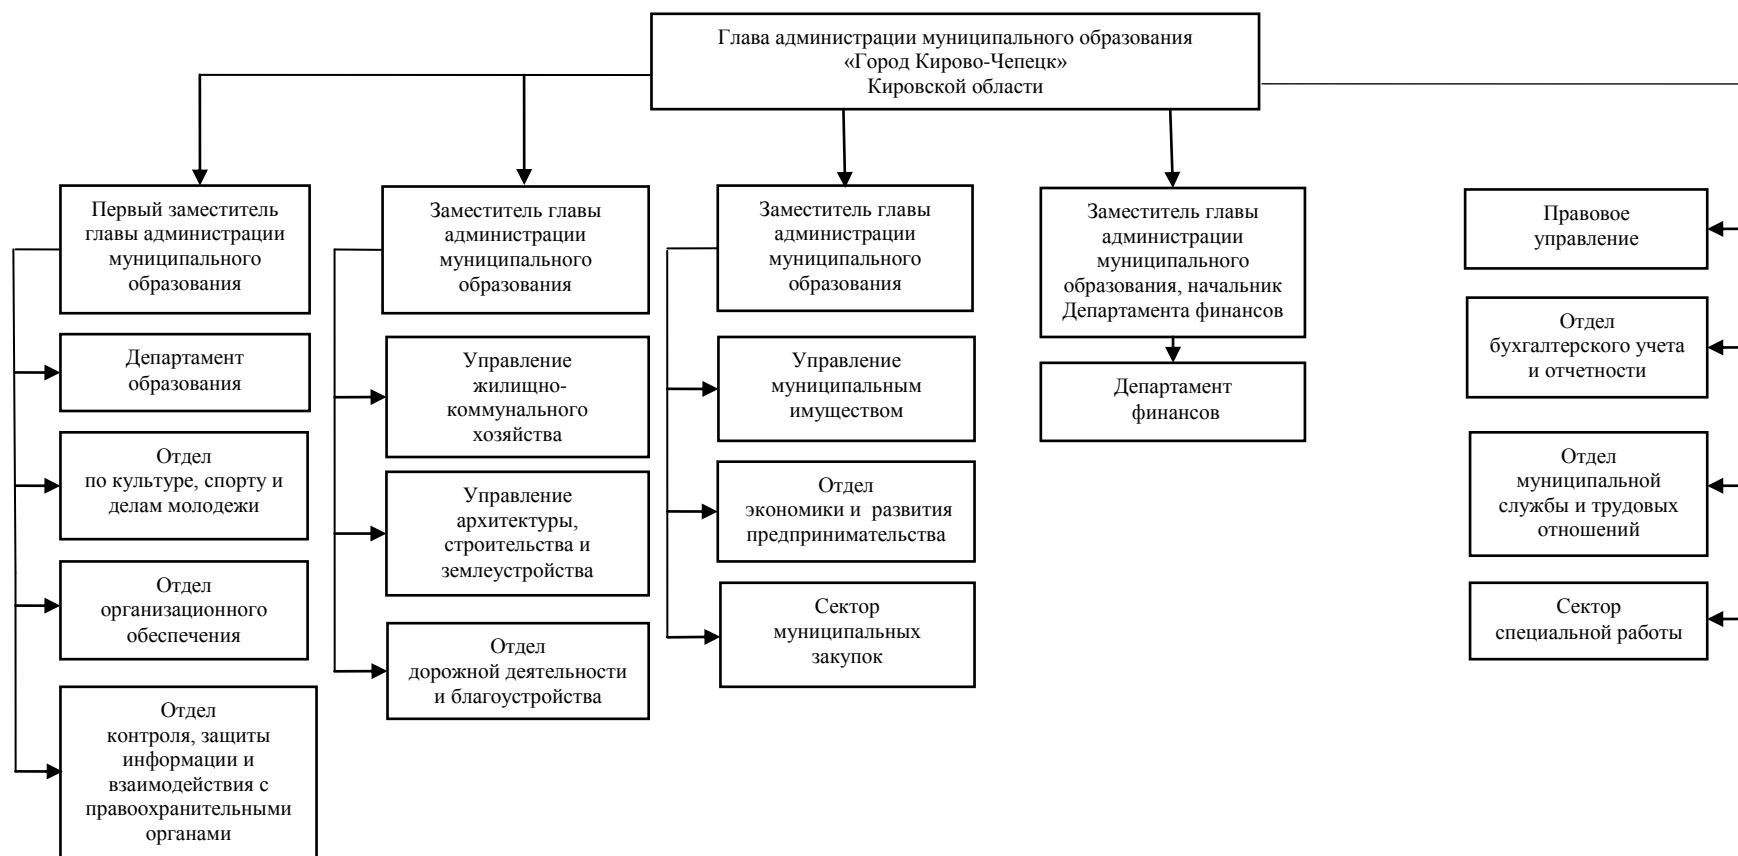 Глава администрации муниципального образования
«Город Кирово-Чепецк»
Кировской области
Первый заместитель
главы администрации
муниципального
образования
Заместитель главы
администрации
муниципального
образования
Заместитель главы
администрации
муниципального
образования
Заместитель главы
администрации
муниципального
образования, начальник
Департамента финансов
Правовое
управление
Департамент
образования
Управление
жилищно-
коммунального
хозяйства
Управление
муниципальным
имуществом
Департамент
финансов
Отдел
бухгалтерского учета
и отчетности
Отдел
по культуре, спорту и
делам молодежи
Управление
архитектуры,
строительства и
землеустройства
Отдел
экономики и развития
предпринимательства
Отдел
муниципальной
службы и трудовых
отношений
Отдел
организационного
обеспечения
Отдел
дорожной деятельности
и благоустройства
Сектор
муниципальных
закупок
Сектор
специальной работы
Отдел
контроля, защиты
информации и
взаимодействия с
правоохранительными
органами